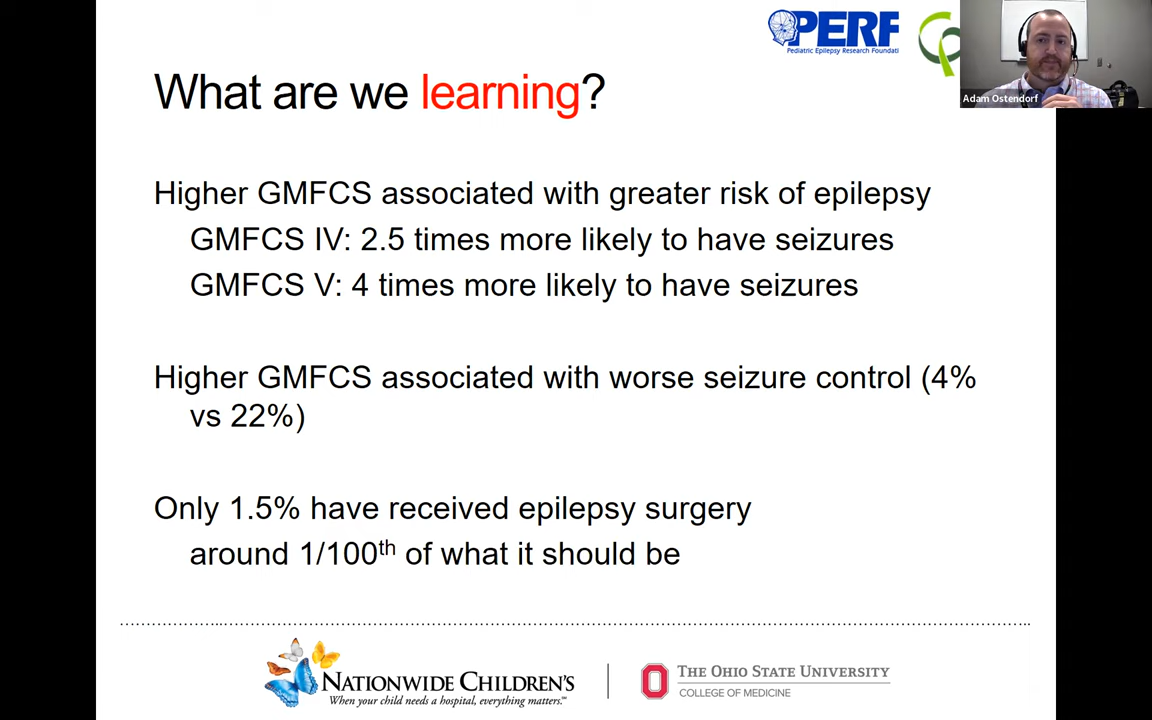 PERF
Pediatric Epilepsy Research Foundati
Adam Ostendorf
What are we learning?
Higher GMFCS associated with greater risk of epilepsy
GMFCS IV: 2.5 times more likely to have seizures
GMFCS V: 4 times more likely to have seizures
Higher GMFCS associated with worse seizure control (4%
vs 22%)
Only 1.5% have received epilepsy surgery
around 1/100th of what it should be
NATIONWIDE CHILDREN'S
When your child needs a hospital, everything matters.™
THE OHIO STATE UNIVERSITY
COLLEGE OF MEDICINE